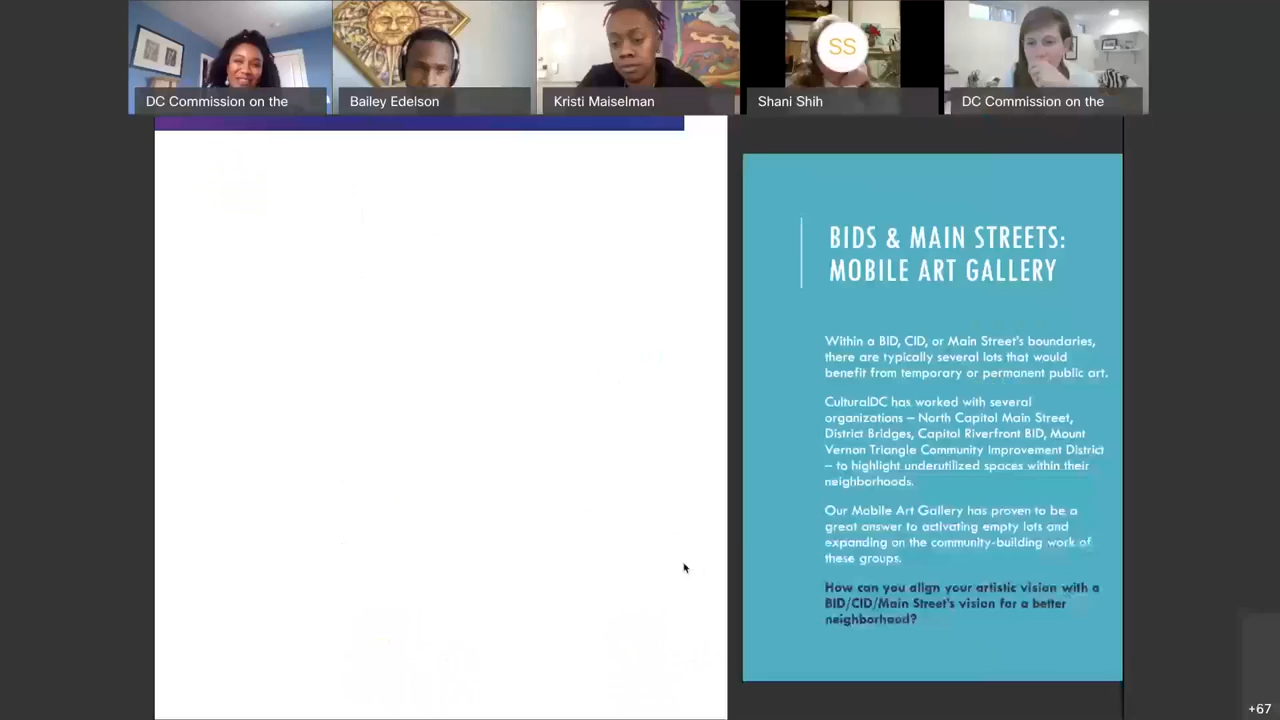 SS
DC Commission on the
Bailey Edelson
Kristi Maiselman
Shani Shih
DC Commission on the
BIDS & MAIN STREETS:
MOBILE ART GALLERY
Within a BID, CID, or Main Street's boundaries,
there are typically several lots that would
benefit from temporary or permanent public art.
CulturalDC has worked with several
organizations – North Capitol Main Street,
District Bridges, Capitol Riverfront BID, Mount
Vernon Triangle Community Improvement District
– to highlight underutilized spaces within their
neighborhoods.
Our Mobile Art Gallery has proven to be a
great answer to activating empty lots and
expanding on the community-building work of
these groups.
How can you align your artistic vision with a
BID/CID/Main Street's vision for a better
neighborhood?
+67